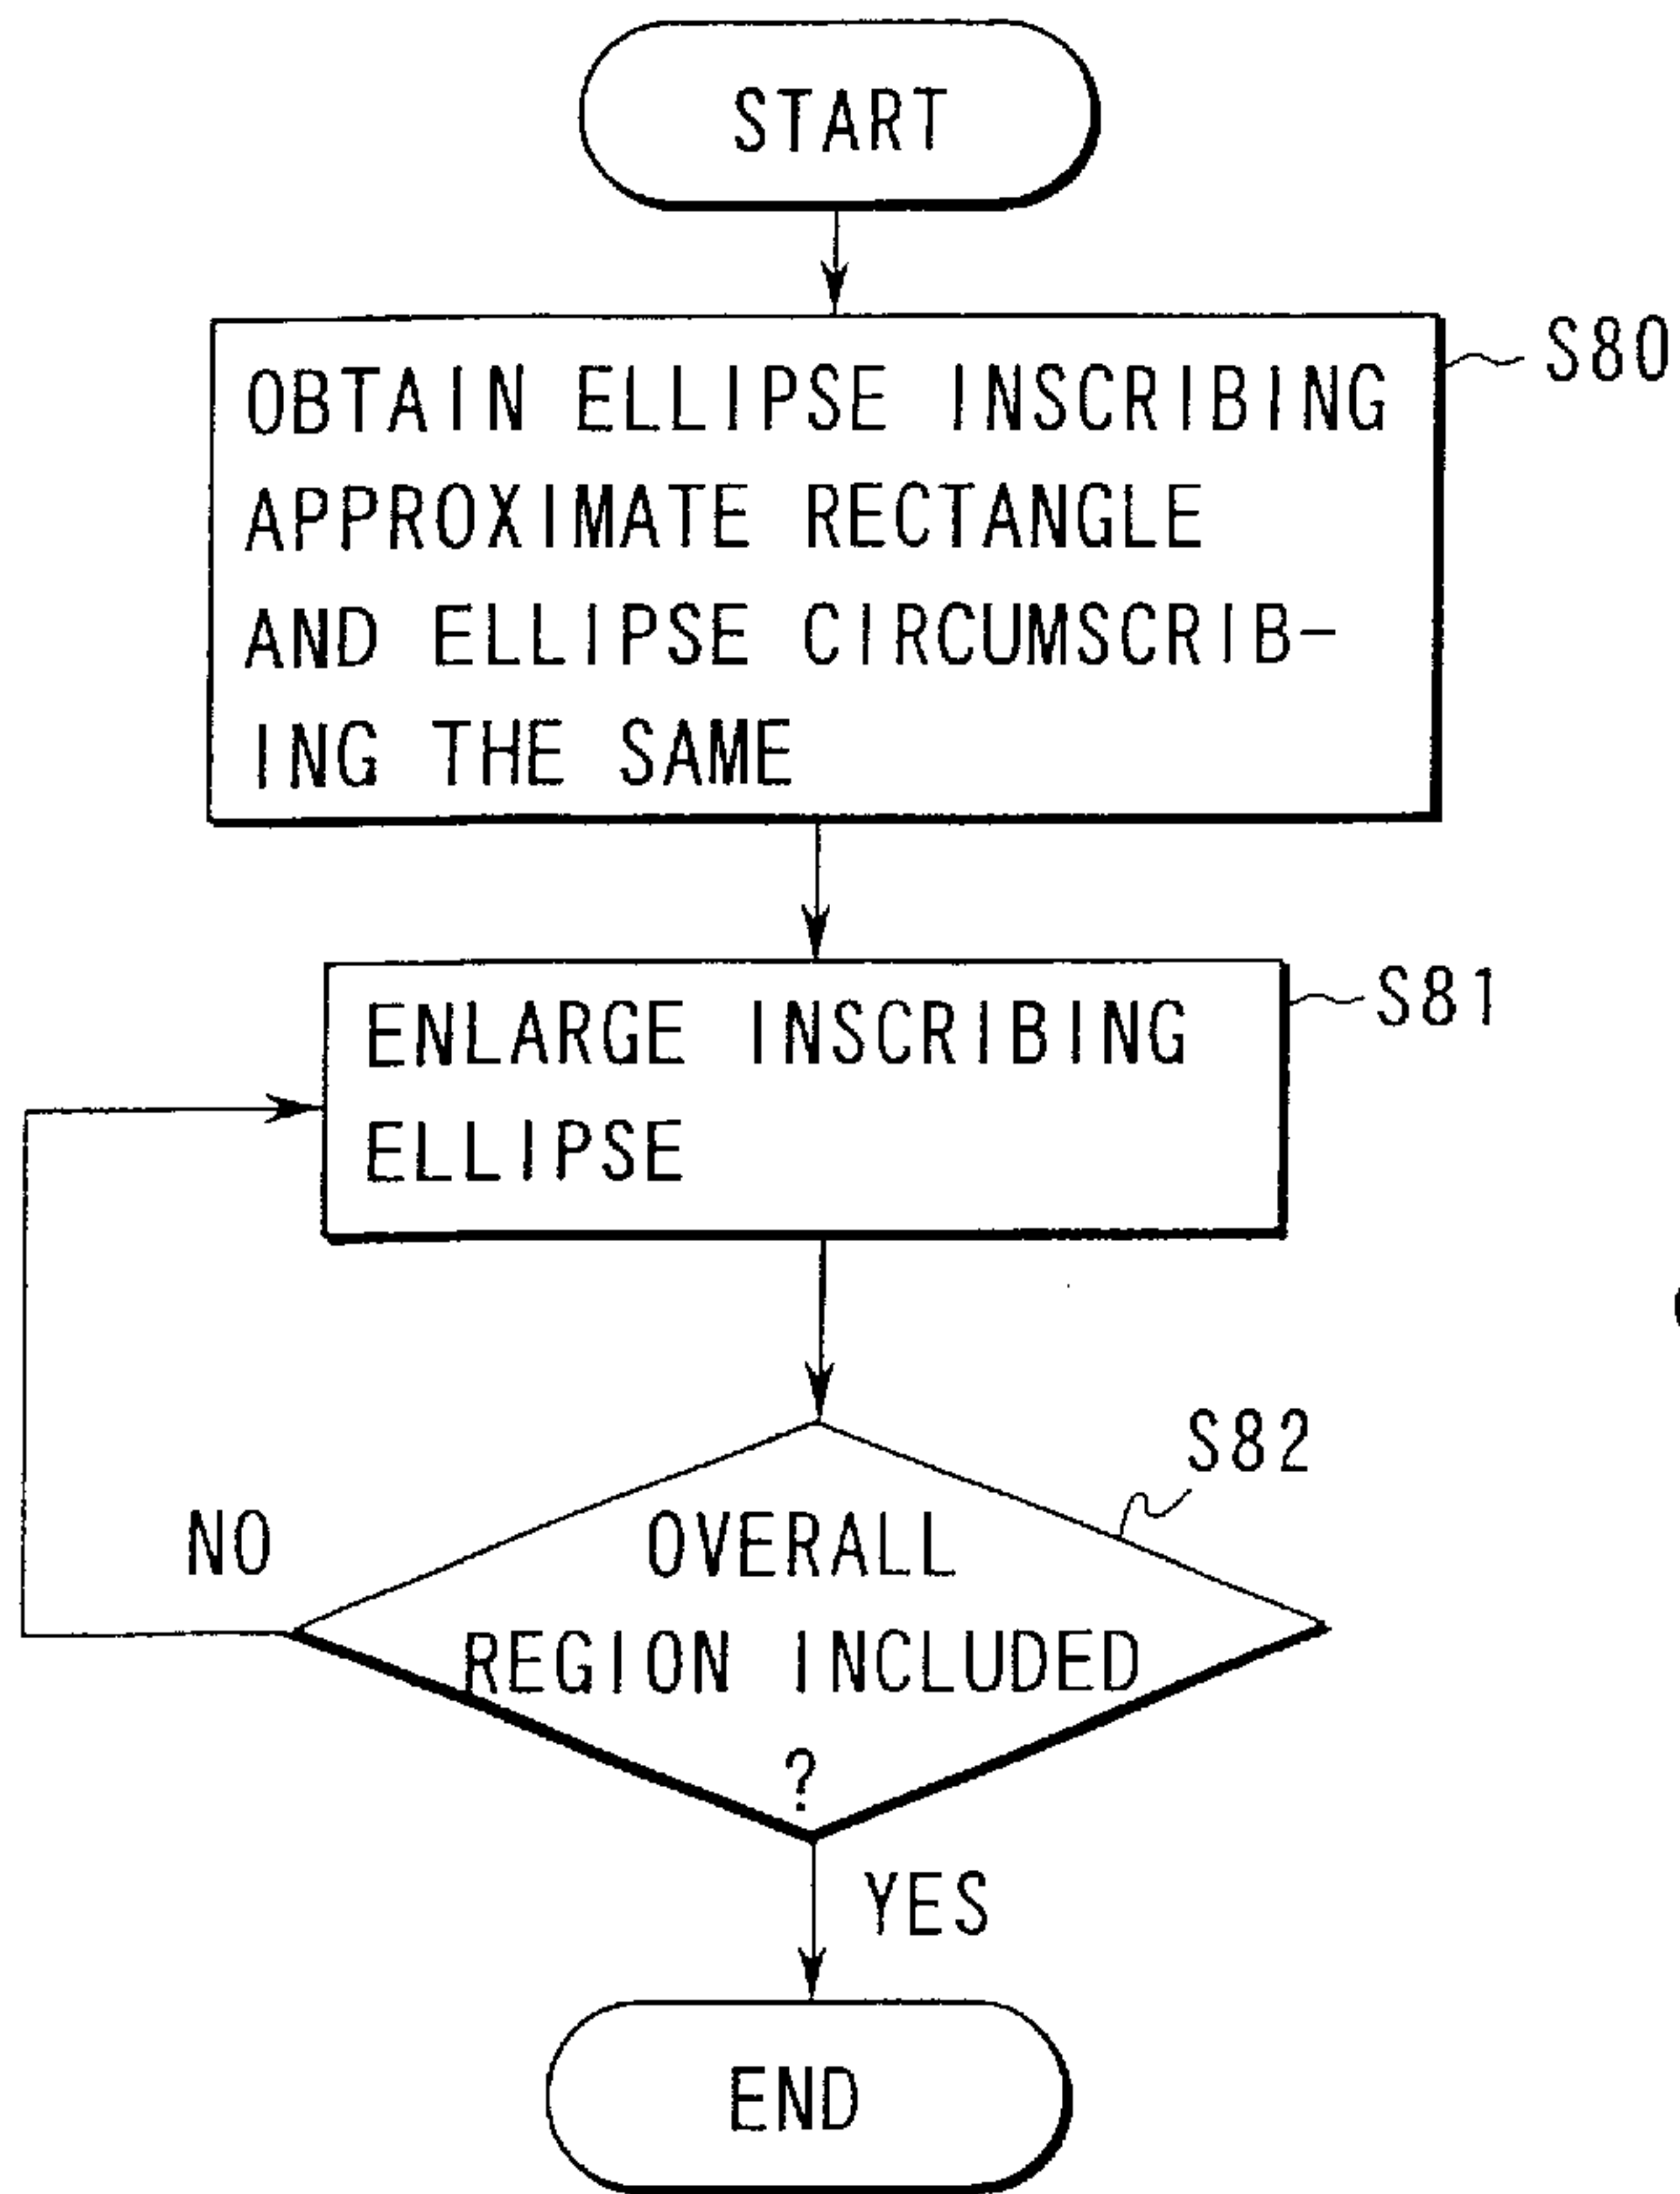 START
OBTAIN ELLIPSE INSCRIBING
APPROXIMATE RECTANGLE
AND ELLIPSE CIRCUMSCRIB-
ING THE SAME
S80
ENLARGE INSCRIBING
ELLIPSE
S81
S82
NO
OVERALL
REGION INCLUDED
?
YES
END